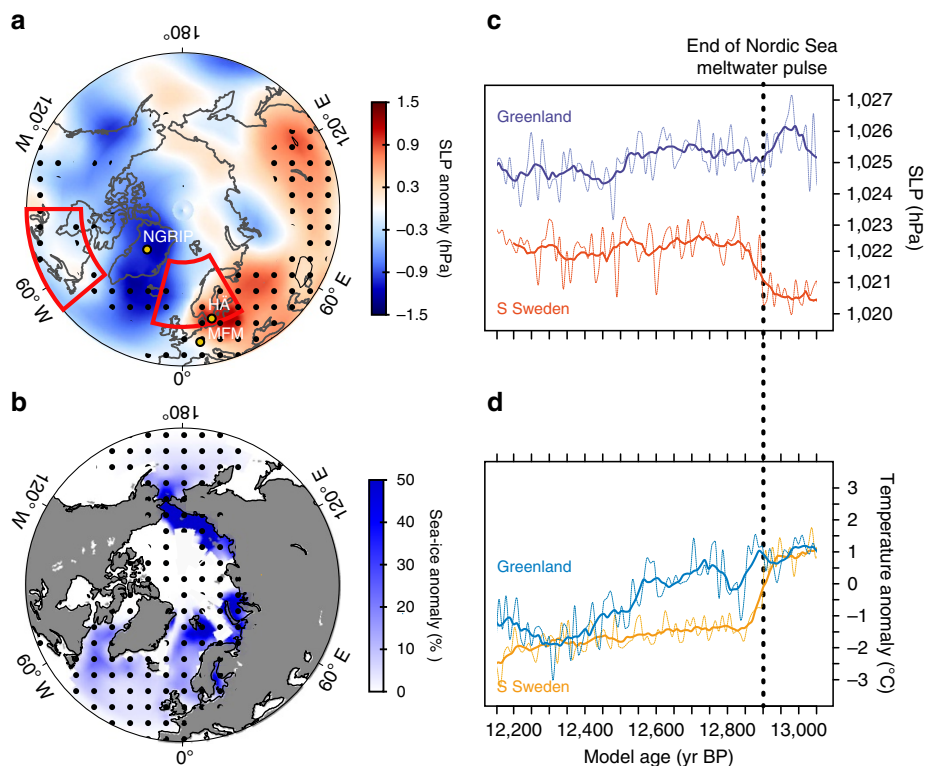 a
180°
120° W
120° E
60° W
60° E
0°
NGRIP
HA
MFM
1.5
0.9
0.3
−0.3
−0.9
−1.5
SLP anomaly (hPa)
b
180°
120° W
120° E
60° W
60° E
0°
50
40
30
20
10
0
Sea-ice anomaly (%)
c
End of Nordic Sea
meltwater pulse
Greenland
S Sweden
1,027
1,026
1,025
1,024
1,023
1,022
1,021
1,020
SLP (hPa)
d
Greenland
S Sweden
3
2
1
0
−1
−2
−3
Temperature anomaly (°C)
12,200 12,400 12,600 12,800 13,000
Model age (yr BP)